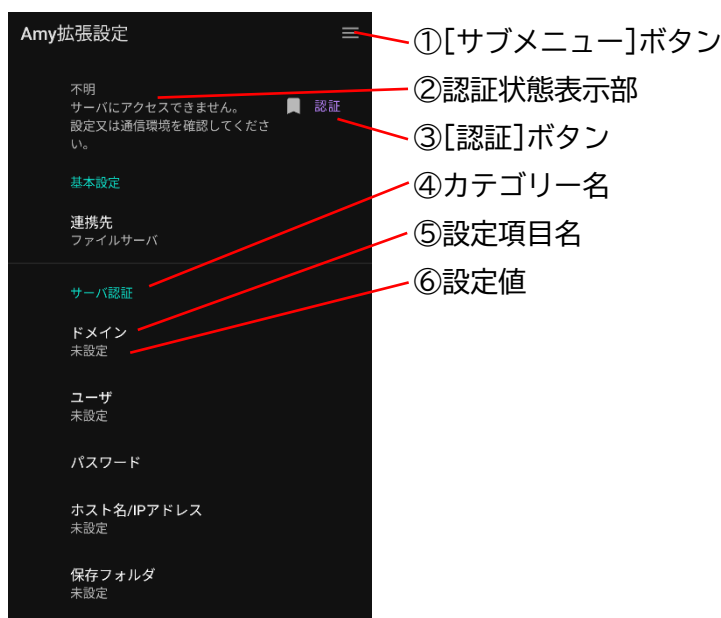 Amy拡張設定
不明
サーバにアクセスできません。
設定又は通信環境を確認してくださ
い。
認証
基本設定
連携先
ファイルサーバ
サーバ認証
ドメイン
未設定
ユーザ
未設定
パスワード
ホスト名/IPアドレス
未設定
保存フォルダ
未設定
①[サブメニュー]ボタン
②認証状態表示部
③[認証]ボタン
④カテゴリー名
⑤設定項目名
⑥設定値